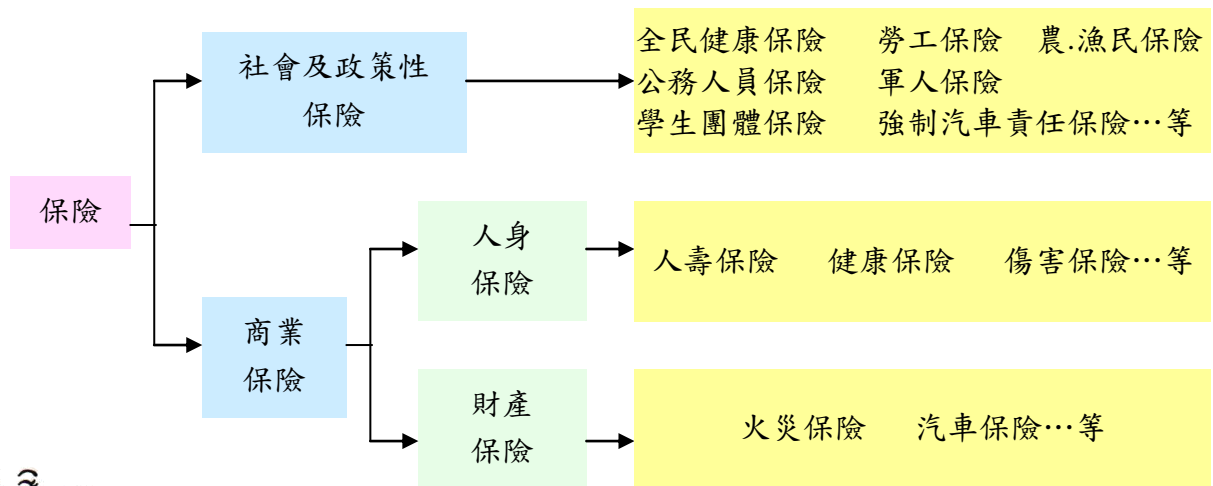 保險
社會及政策性
保險
全民健康保險 勞工保險 農.漁民保險
公務人員保險 軍人保險
學生團體保險 強制汽車責任保險…等
商業
保險
人身
保險
人壽保險 健康保險 傷害保險…等
財產
保險
火災保險 汽車保險…等